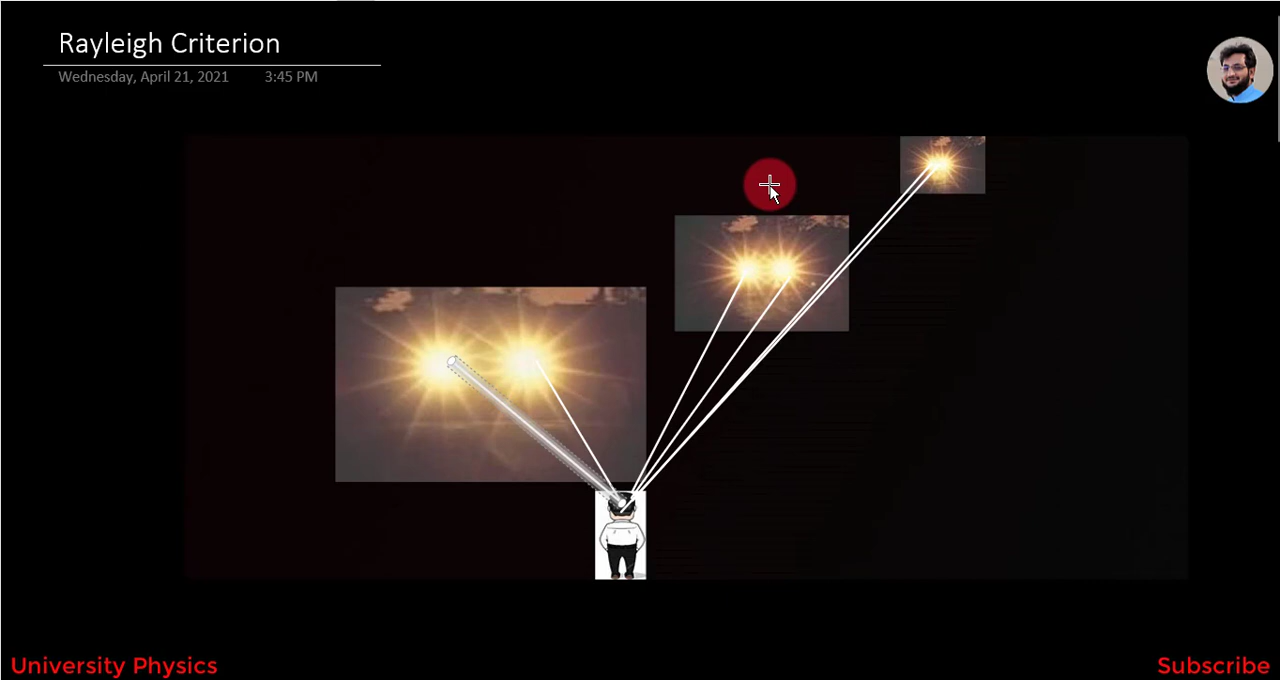 Rayleigh Criterion
Wednesday, April 21, 2021 3:45 PM
University Physics
Subscribe